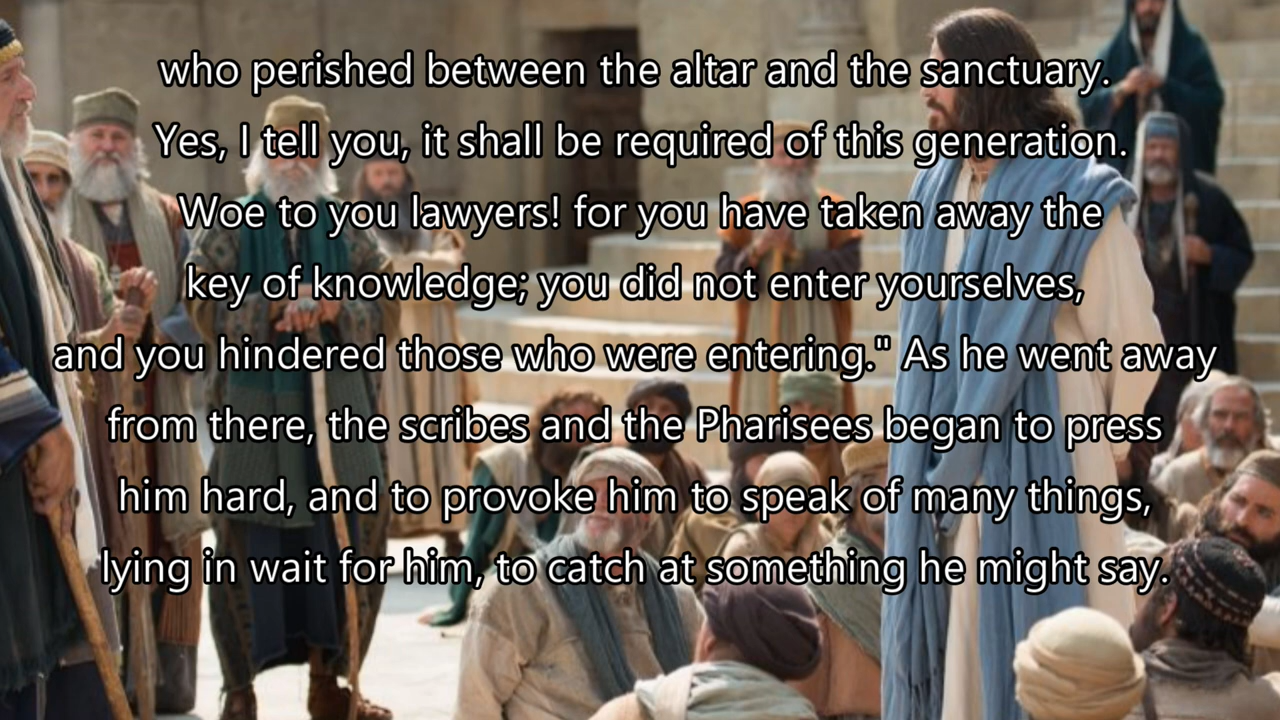 who perished between the altar and the sanctuary.
Yes, I tell you, it shall be required of this generation.
Woe to you lawyers! for you have taken away the
key of knowledge; you did not enter yourselves,
and you hindered those who were entering." As he went away
from there, the scribes and the Pharisees began to press
him hard, and to provoke him to speak of many things,
lying in wait for him, to catch at something he might say.